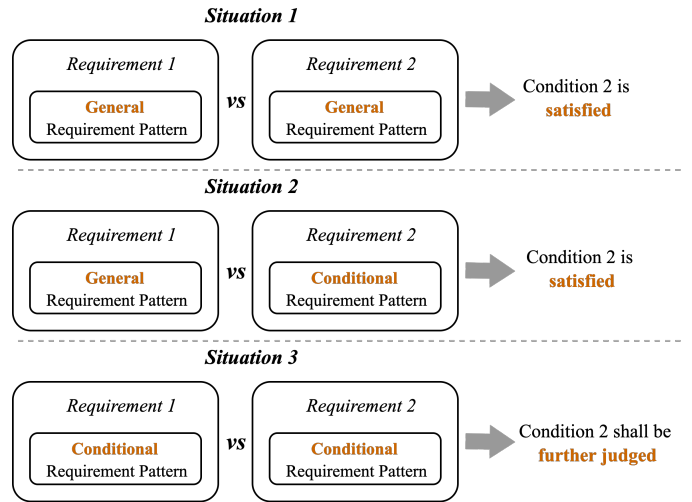 Situation 1
Requirement 1
Requirement 2
General
Requirement Pattern
vs
General
Requirement Pattern
Condition 2 is
satisfied
Situation 2
Requirement 1
Requirement 2
General
Requirement Pattern
vs
Conditional
Requirement Pattern
Condition 2 is
satisfied
Situation 3
Requirement 1
Requirement 2
Conditional
Requirement Pattern
vs
Conditional
Requirement Pattern
Condition 2 shall be
further judged